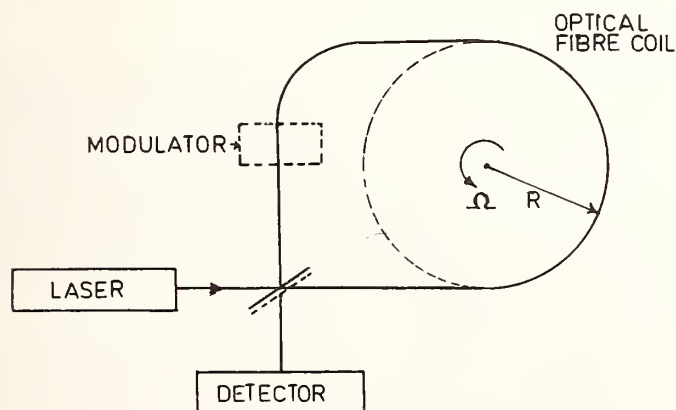 OPTICAL
FIBRE COIL
MODULATOR
Ω
R
LASER
DETECTOR